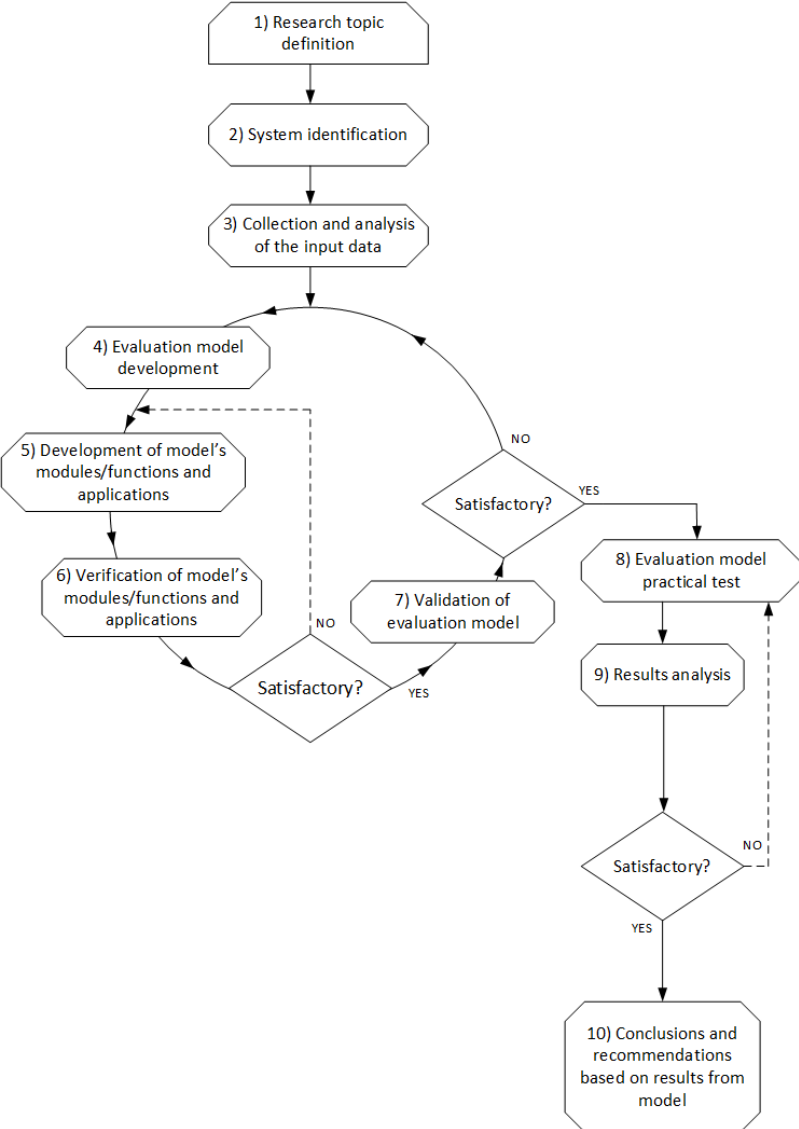 1) Research topic
definition
2) System identification
3) Collection and analysis
of the input data
4) Evaluation model
development
5) Development of model’s
modules/functions and
applications
6) Verification of model’s
modules/functions and
applications
Satisfactory?
NO
YES
7) Validation of
evaluation model
Satisfactory?
NO
YES
8) Evaluation model
practical test
9) Results analysis
Satisfactory?
NO
YES
10) Conclusions and
recommendations
based on results from
model